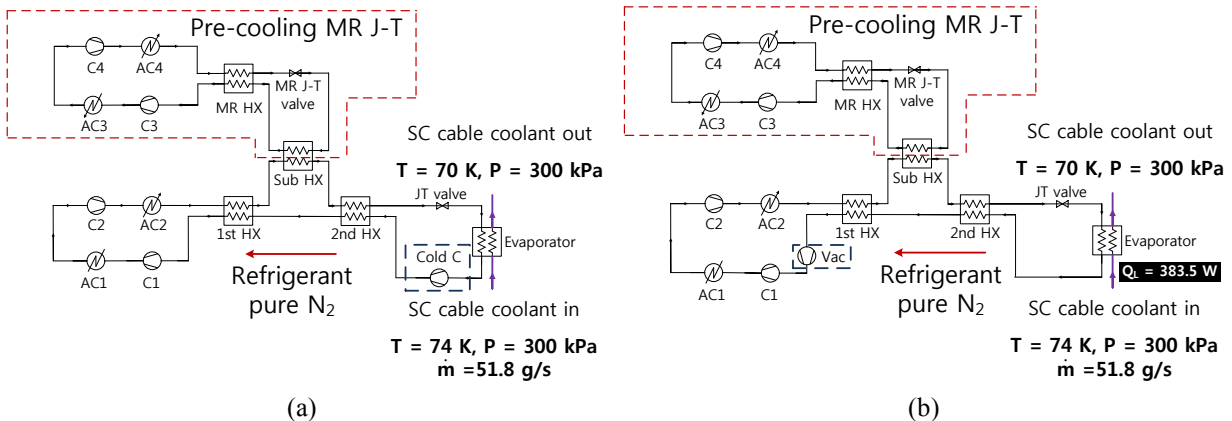 Pre-cooling MR J-T
C4
AC4
MR HX
MR J-T
valve
AC3
C3
SC cable coolant out
T = 70 K, P = 300 kPa
Sub HX
JT valve
C2
AC2
1st HX
2nd HX
Evaporator
Cold C
AC1
C1
Refrigerant
pure N₂
SC cable coolant in
T = 74 K, P = 300 kPa
ṁ =51.8 g/s
(a)
Pre-cooling MR J-T
C4
AC4
MR HX
MR J-T
valve
AC3
C3
SC cable coolant out
T = 70 K, P = 300 kPa
Sub HX
JT valve
C2
AC2
1st HX
2nd HX
Evaporator
Vac
Q_L = 383.5 W
AC1
C1
Refrigerant
pure N₂
SC cable coolant in
T = 74 K, P = 300 kPa
ṁ =51.8 g/s
(b)